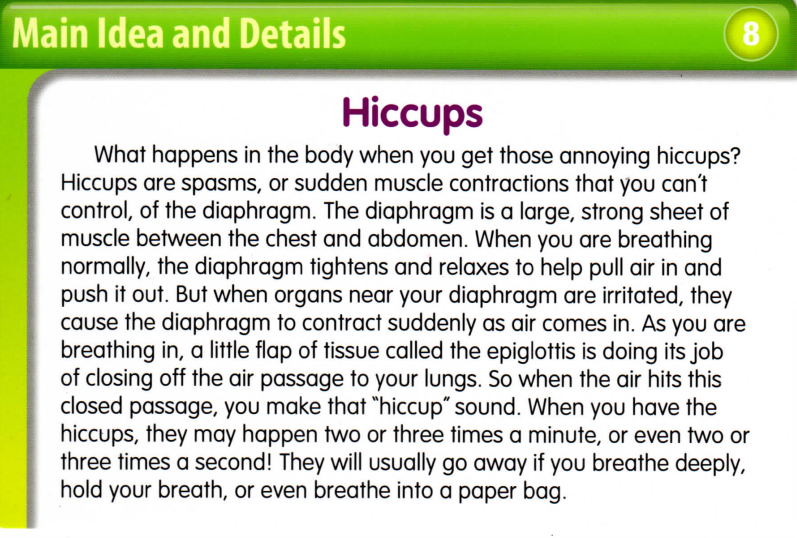 Main Idea and Details
8
Hiccups
What happens in the body when you get those annoying hiccups?
Hiccups are spasms, or sudden muscle contractions that you can't
control, of the diaphragm. The diaphragm is a large, strong sheet of
muscle between the chest and abdomen. When you are breathing
normally, the diaphragm tightens and relaxes to help pull air in and
push it out. But when organs near your diaphragm are irritated, they
cause the diaphragm to contract suddenly as air comes in. As you are
breathing in, a little flap of tissue called the epiglottis is doing its job
of closing off the air passage to your lungs. So when the air hits this
closed passage, you make that "hiccup" sound. When you have the
hiccups, they may happen two or three times a minute, or even two or
three times a second! They will usually go away if you breathe deeply,
hold your breath, or even breathe into a paper bag.